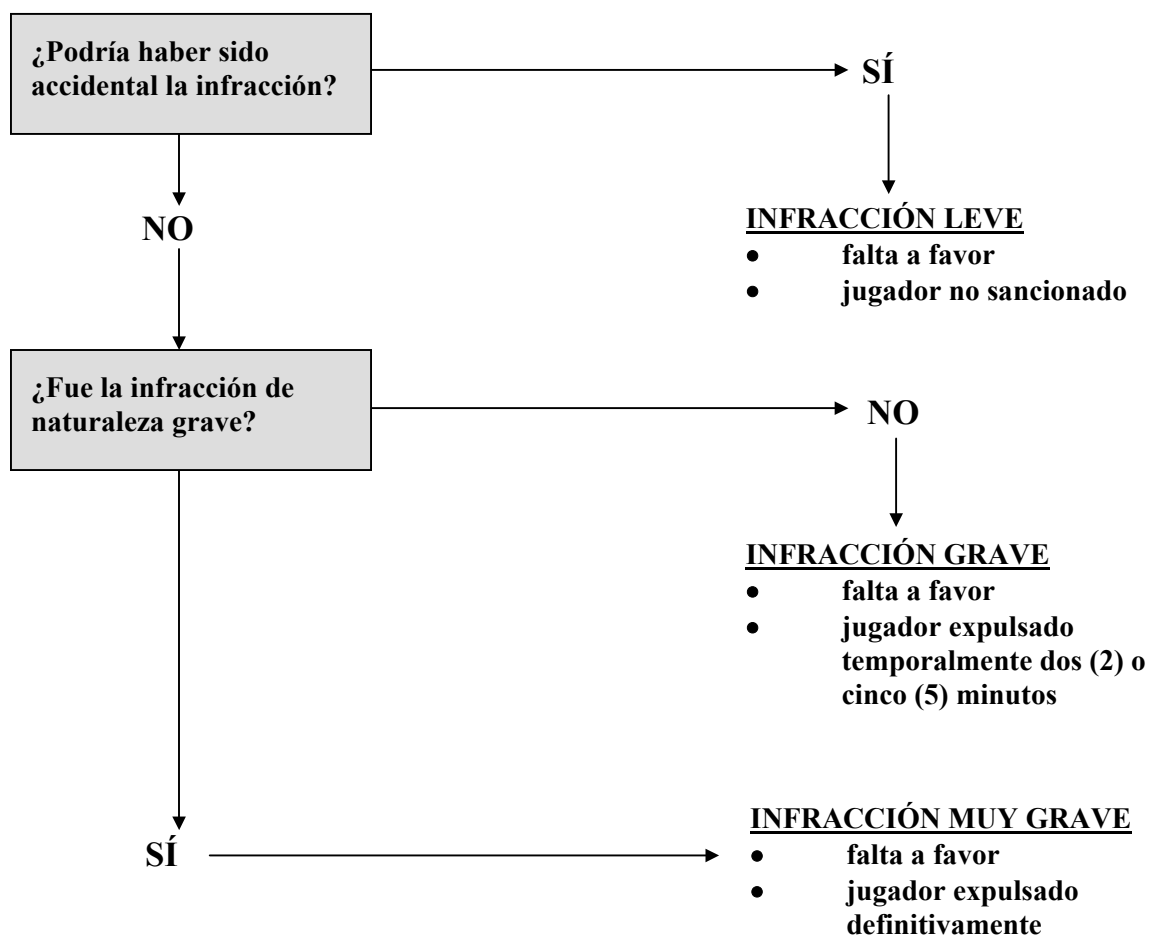 ¿Podría haber sido
accidental la infracción?
SÍ
NO
INFRACCIÓN LEVE
• falta a favor
• jugador no sancionado
¿Fue la infracción de
naturaleza grave?
NO
INFRACCIÓN GRAVE
• falta a favor
• jugador expulsado
temporalmente dos (2) o
cinco (5) minutos
SÍ
INFRACCIÓN MUY GRAVE
• falta a favor
• jugador expulsado
definitivamente